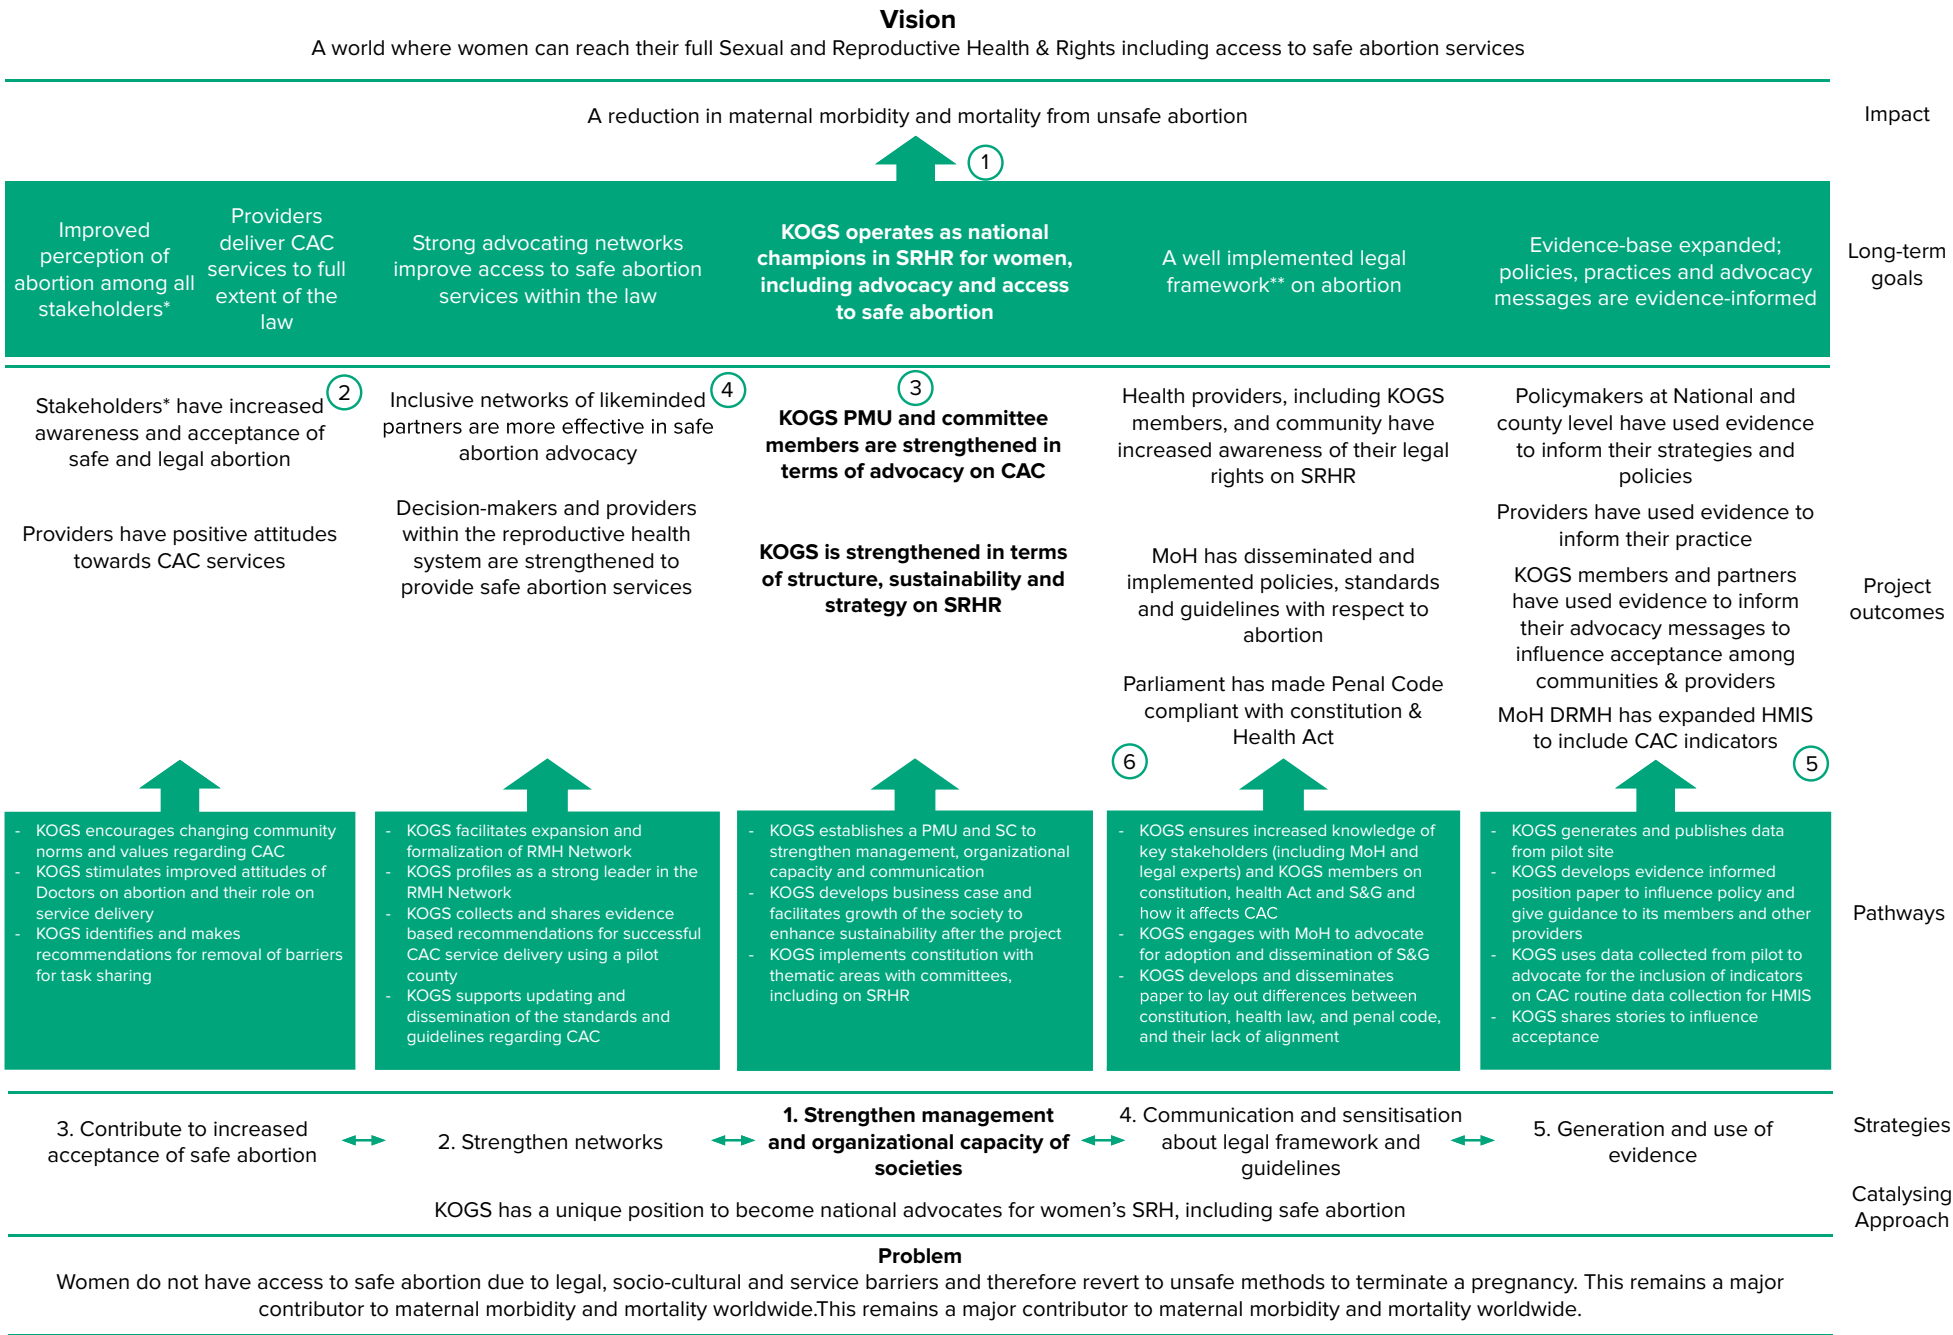 Vision
A world where women can reach their full Sexual and Reproductive Health & Rights including access to safe abortion services
A reduction in maternal morbidity and mortality from unsafe abortion
Impact
1
Improved
perception of
abortion among all
stakeholders*
Providers
deliver CAC
services to full
extent of the
law
Strong advocating networks
improve access to safe abortion
services within the law
KOGS operates as national
champions in SRHR for women,
including advocacy and access
to safe abortion
A well implemented legal
framework** on abortion
Evidence-base expanded;
policies, practices and advocacy
messages are evidence-informed
Long-term
goals
2
Stakeholders* have increased
awareness and acceptance of
safe and legal abortion
Providers have positive attitudes
towards CAC services
4
Inclusive networks of likeminded
partners are more effective in safe
abortion advocacy
Decision-makers and providers
within the reproductive health
system are strengthened to
provide safe abortion services
3
KOGS PMU and committee
members are strengthened in
terms of advocacy on CAC
KOGS is strengthened in terms
of structure, sustainability and
strategy on SRHR
Health providers, including KOGS
members, and community have
increased awareness of their legal
rights on SRHR
MoH has disseminated and
implemented policies, standards
and guidelines with respect to
abortion
Parliament has made Penal Code
compliant with constitution &
Health Act
6
Policymakers at National and
county level have used evidence
to inform their strategies and
policies
Providers have used evidence to
inform their practice
KOGS members and partners
have used evidence to inform
their advocacy messages to
influence acceptance among
communities & providers
MoH DRMH has expanded HMIS
to include CAC indicators
5
Project
outcomes
- KOGS encourages changing community
norms and values regarding CAC
- KOGS stimulates improved attitudes of
Doctors on abortion and their role on
service delivery
- KOGS identifies and makes
recommendations for removal of barriers
for task sharing
- KOGS facilitates expansion and
formalization of RMH Network
- KOGS profiles as a strong leader in the
RMH Network
- KOGS collects and shares evidence
based recommendations for successful
CAC service delivery using a pilot
county
- KOGS supports updating and
dissemination of the standards and
guidelines regarding CAC
- KOGS establishes a PMU and SC to
strengthen management, organizational
capacity and communication
- KOGS develops business case and
facilitates growth of the society to
enhance sustainability after the project
- KOGS implements constitution with
thematic areas with committees,
including on SRHR
- KOGS ensures increased knowledge of
key stakeholders (including MoH and
legal experts) and KOGS members on
constitution, health Act and S&G and
how it affects CAC
- KOGS engages with MoH to advocate
for adoption and dissemination of S&G
- KOGS develops and disseminates
paper to lay out differences between
constitution, health law, and penal code,
and their lack of alignment
- KOGS generates and publishes data
from pilot site
- KOGS develops evidence informed
position paper to influence policy and
give guidance to its members and other
providers
- KOGS uses data collected from pilot to
advocate for the inclusion of indicators
on CAC routine data collection for HMIS
- KOGS shares stories to influence
acceptance
Pathways
3. Contribute to increased
acceptance of safe abortion
2. Strengthen networks
1. Strengthen management
and organizational capacity of
societies
4. Communication and sensitisation
about legal framework and
guidelines
5. Generation and use of
evidence
Strategies
KOGS has a unique position to become national advocates for women's SRH, including safe abortion
Catalysing
Approach
Problem
Women do not have access to safe abortion due to legal, socio-cultural and service barriers and therefore revert to unsafe methods to terminate a pregnancy. This remains a major
contributor to maternal morbidity and mortality worldwide.This remains a major contributor to maternal morbidity and mortality worldwide.